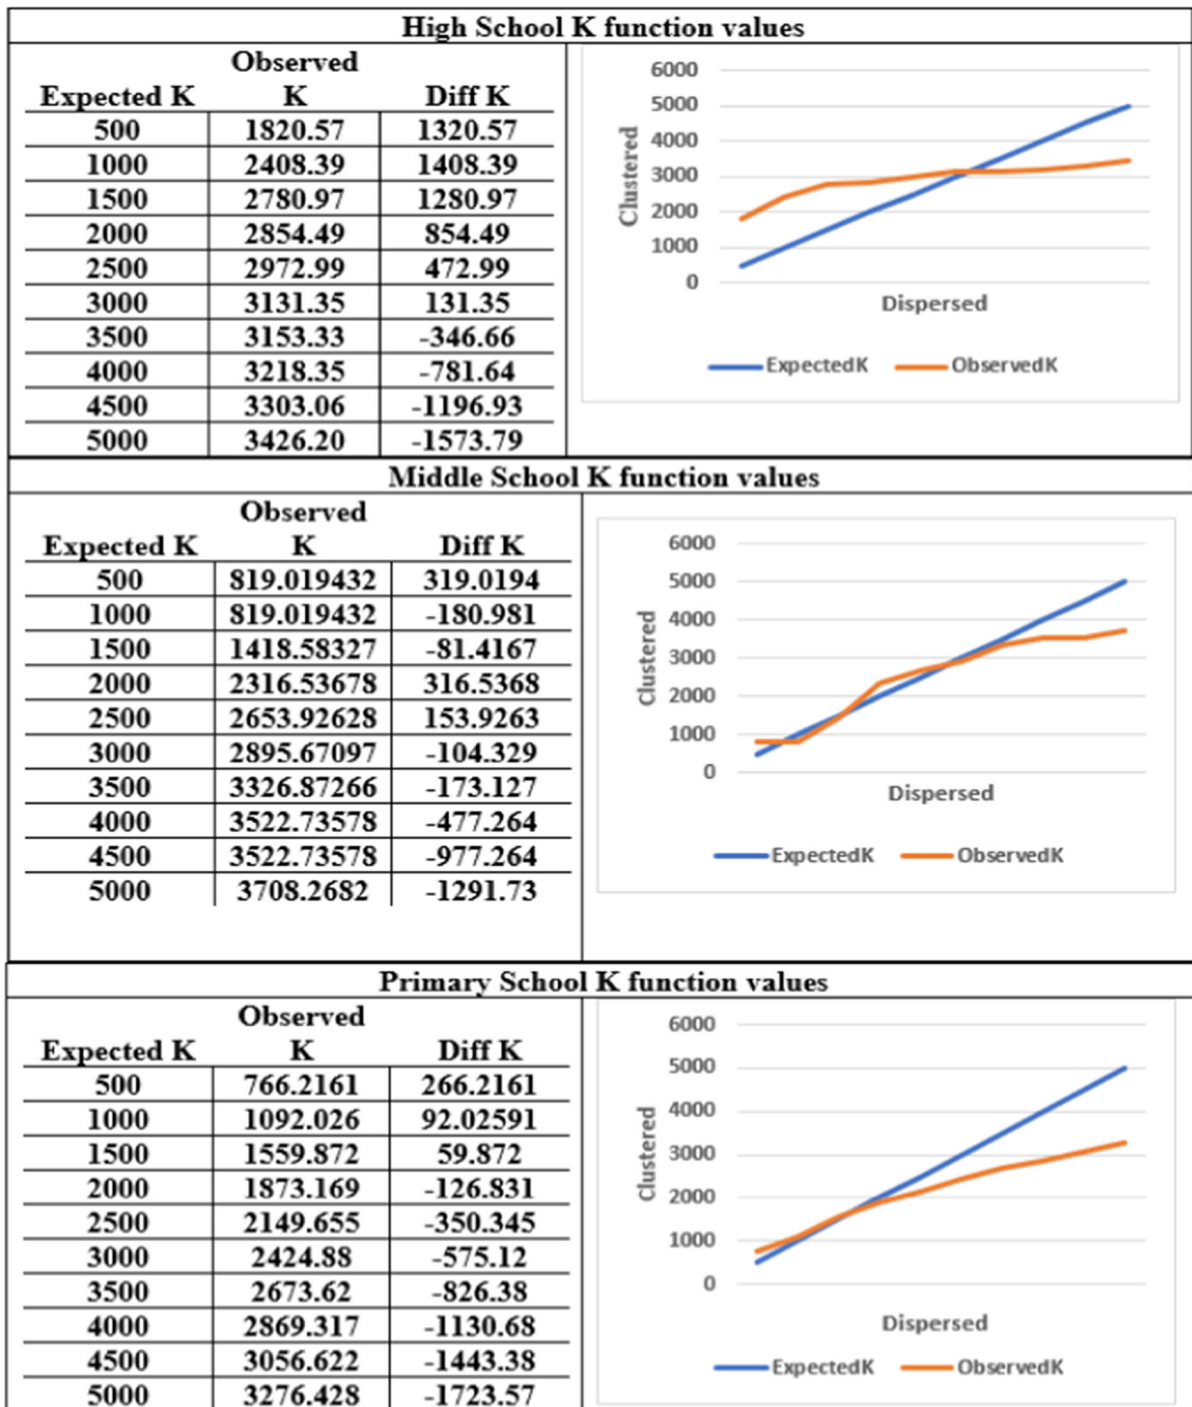 High School K function values
Observed
Expected K K Diff K
500 1820.57 1320.57
1000 2408.39 1408.39
1500 2780.97 1280.97
2000 2854.49 854.49
2500 2972.99 472.99
3000 3131.35 131.35
3500 3153.33 -346.66
4000 3218.35 -781.64
4500 3303.06 -1196.93
5000 3426.20 -1573.79
6000
5000
4000
3000
2000
1000
0
Clustered
Dispersed
ExpectedK ObservedK
Middle School K function values
Observed
Expected K K Diff K
500 819.019432 319.0194
1000 819.019432 -180.981
1500 1418.58327 -81.4167
2000 2316.53678 316.5368
2500 2653.92628 153.9263
3000 2895.67097 -104.329
3500 3326.87266 -173.127
4000 3522.73578 -477.264
4500 3522.73578 -977.264
5000 3708.2682 -1291.73
6000
5000
4000
3000
2000
1000
0
Clustered
Dispersed
ExpectedK ObservedK
Primary School K function values
Observed
Expected K K Diff K
500 766.2161 266.2161
1000 1092.026 92.02591
1500 1559.872 59.872
2000 1873.169 -126.831
2500 2149.655 -350.345
3000 2424.88 -575.12
3500 2673.62 -826.38
4000 2869.317 -1130.68
4500 3056.622 -1443.38
5000 3276.428 -1723.57
6000
5000
4000
3000
2000
1000
0
Clustered
Dispersed
ExpectedK ObservedK